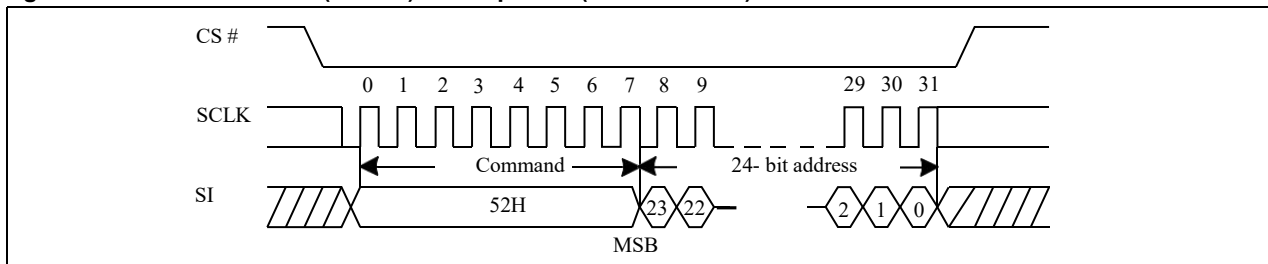 CS #
0 1 2 3 4 5 6 7 8 9 29 30 31
SCLK
Command 24- bit address
SI
52H 23 22 2 1 0
MSB